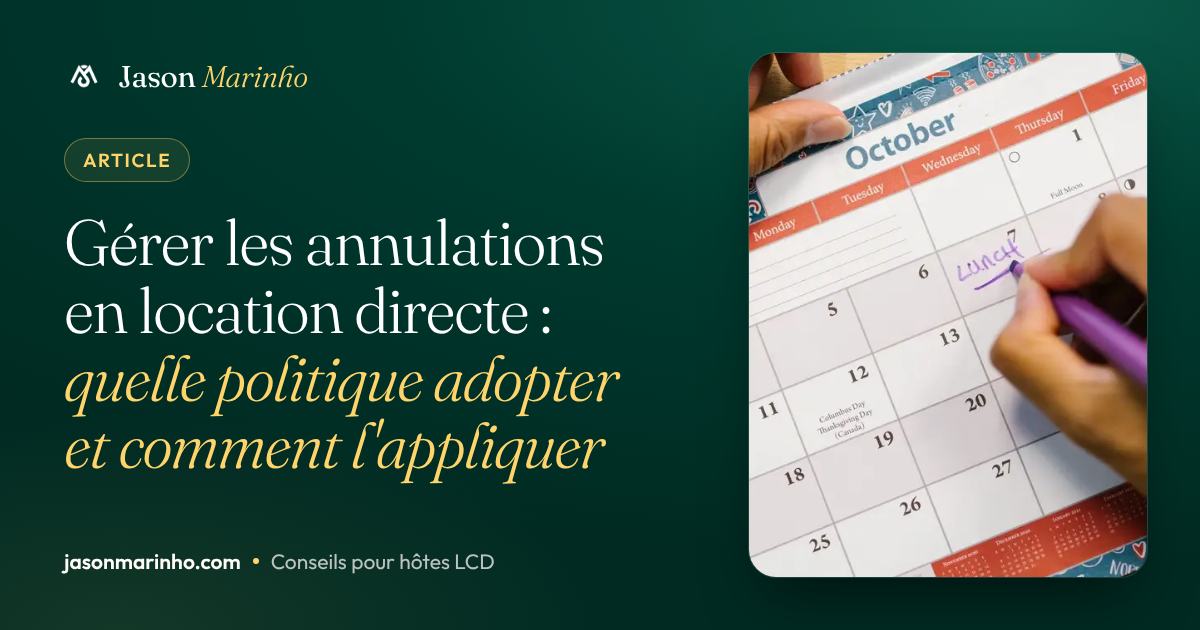 Jason Marinho
ARTICLE
Gérer les annulations
en location directe :
quelle politique adopter
et comment l'appliquer
jasonmarinho.com • Conseils pour hôtes LCD
October
Monday
Tuesday
Wednesday
Thursday
Friday
1
Full Moon
5
6
7
8
Lunch
11
12
Columbus Day
Thanksgiving Day
(Canada)
13
18
19
20
25
26
27